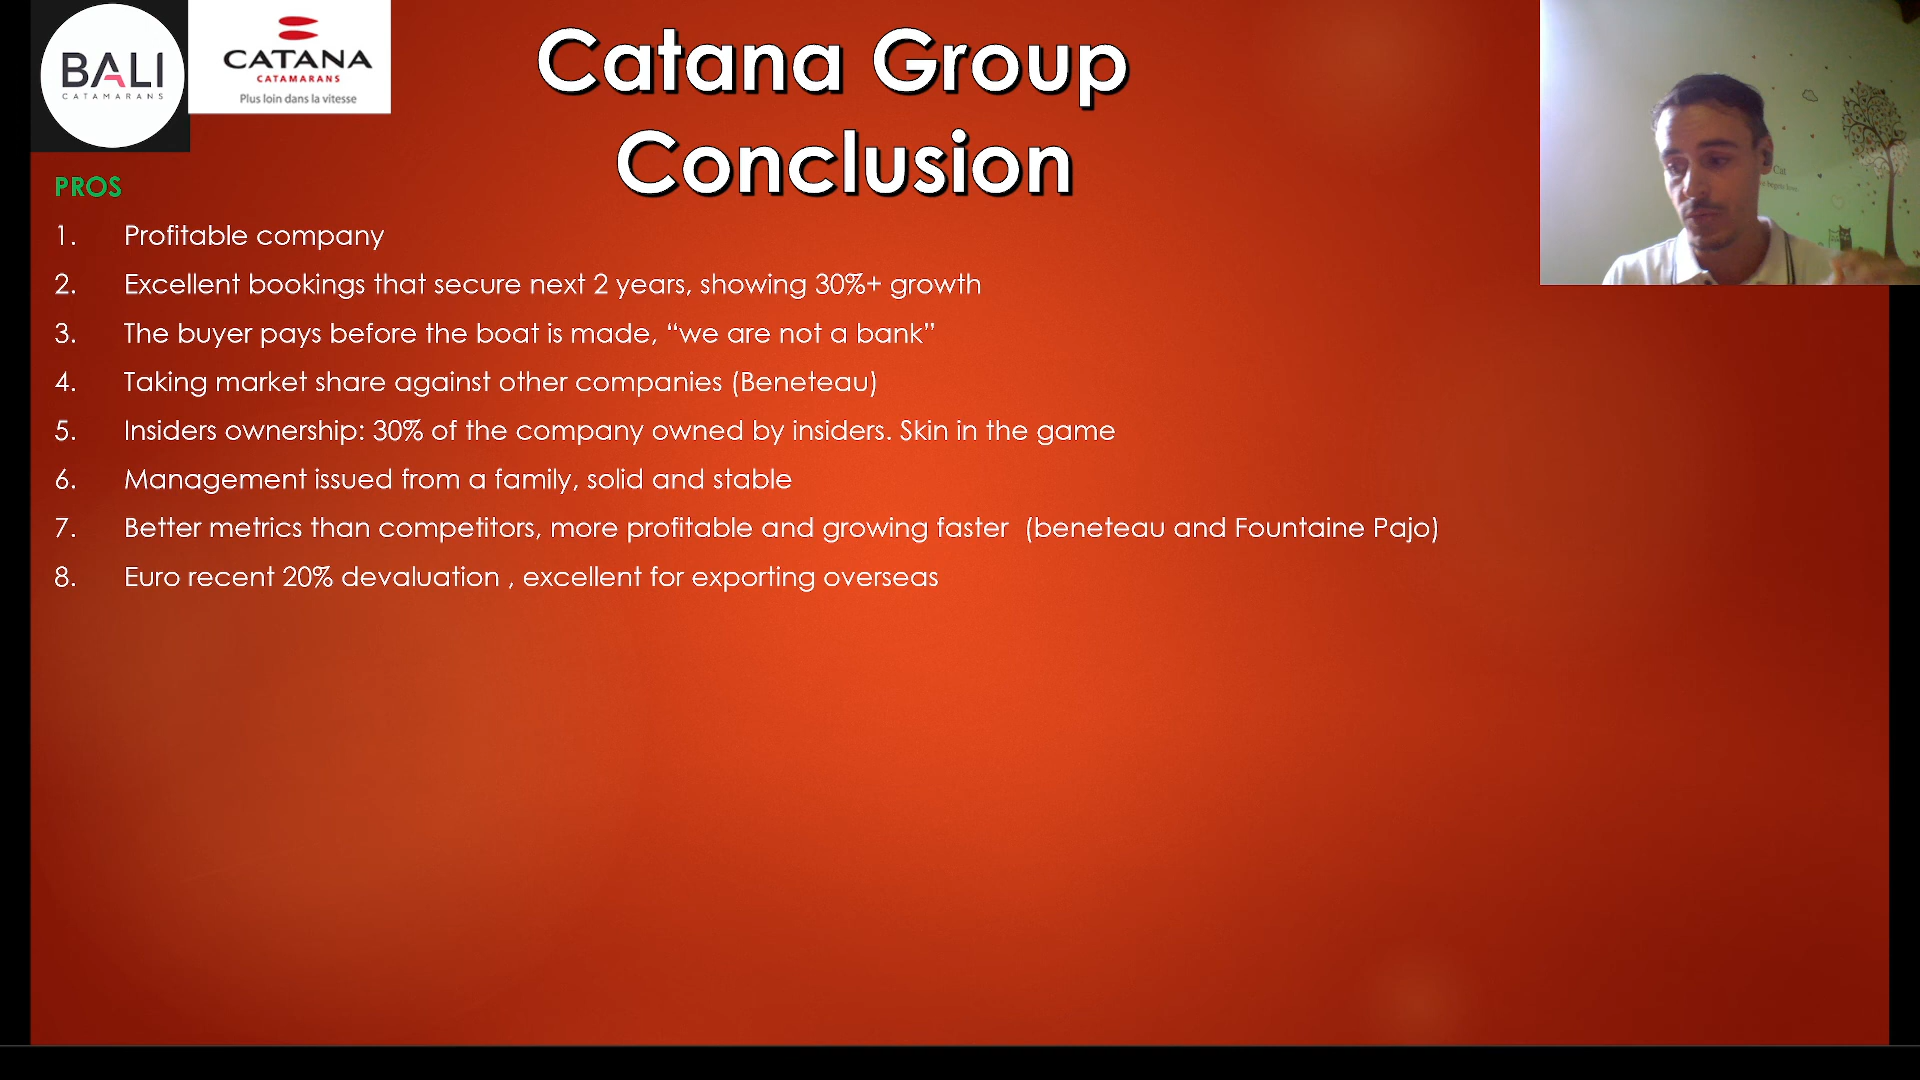 BALI
CATAMARANS
CATANA
CATAMARANS
Plus loin dans la vitesse
Catana Group
Conclusion
PROS
1. Profitable company
2. Excellent bookings that secure next 2 years, showing 30%+ growth
3. The buyer pays before the boat is made, “we are not a bank”
4. Taking market share against other companies (Beneteau)
5. Insiders ownership: 30% of the company owned by insiders. Skin in the game
6. Management issued from a family, solid and stable
7. Better metrics than competitors, more profitable and growing faster (beneteau and Fountaine Pajo)
8. Euro recent 20% devaluation , excellent for exporting overseas
Cat